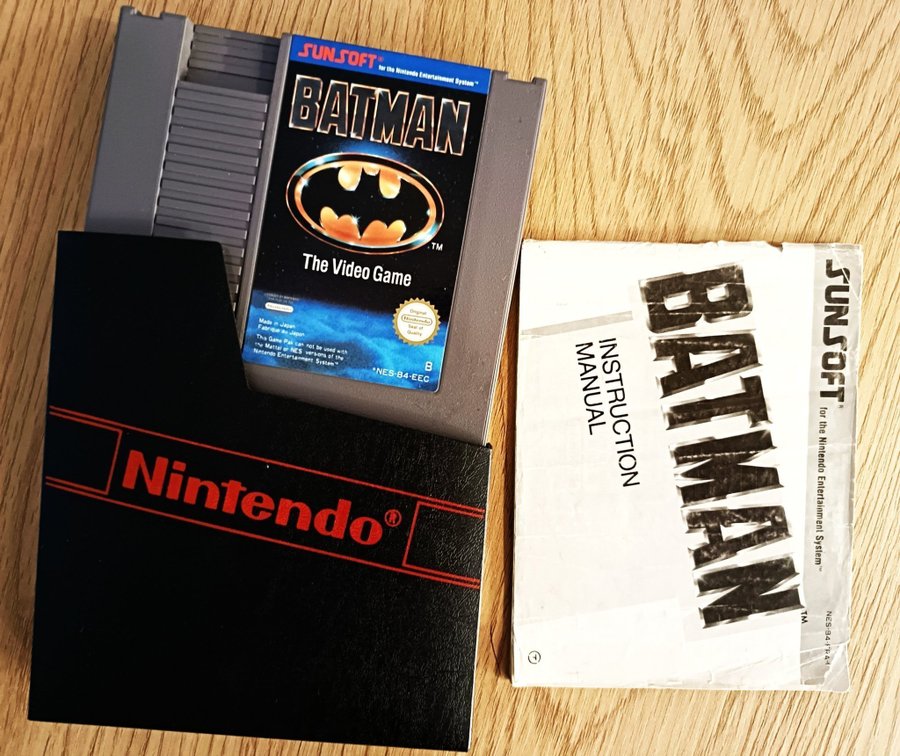 SUNSOFT®
for the Nintendo Entertainment System™
BATMAN
™
The Video Game
Made in Japan
Fabriqué au Japon
This Game Pak can not be used with
the Mattel or NES versions of the
Nintendo Entertainment System™
Original
Nintendo
Seal of
Quality
B
*NES-B4-EEC
Nintendo®
SUNSOFT®
for the Nintendo Entertainment System™
BATMAN
™
INSTRUCTION
MANUAL